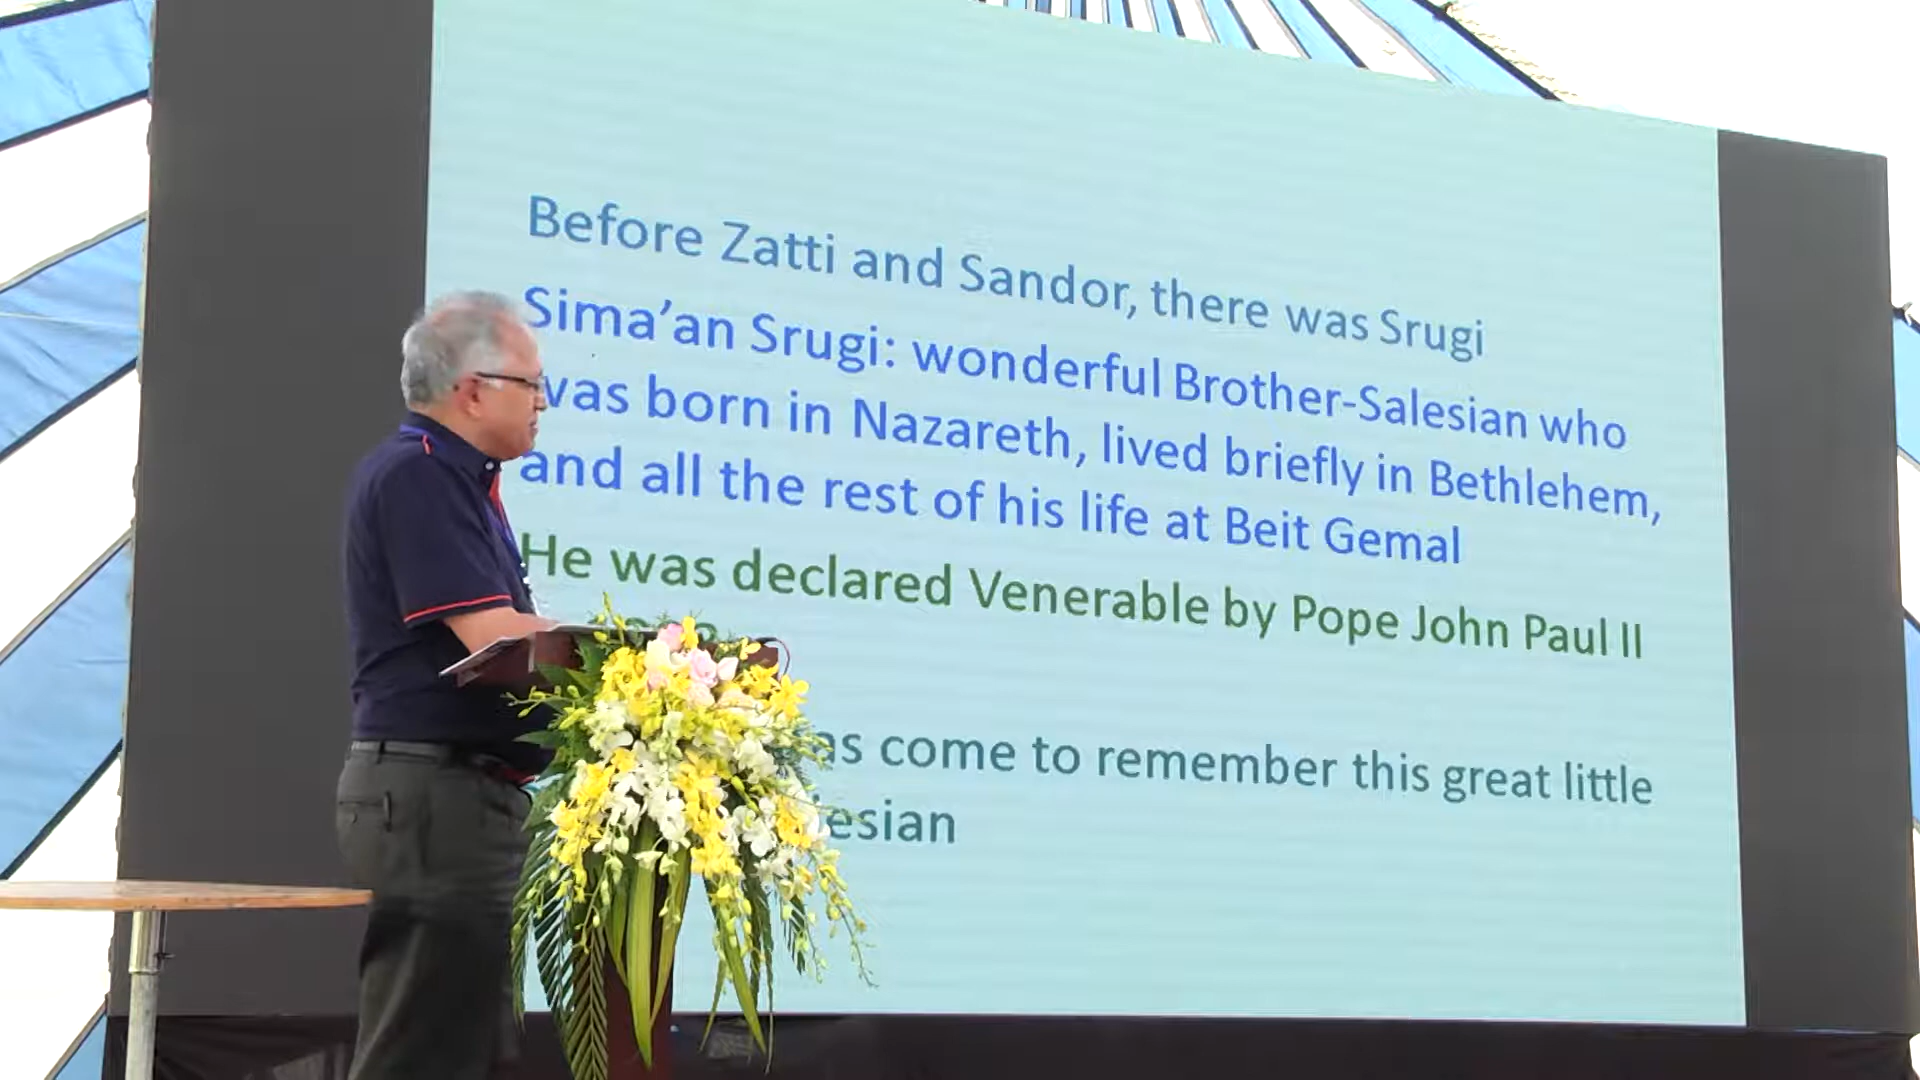 Before Zatti and Sandor, there was Srugi
Sima’an Srugi: wonderful Brother-Salesian who
was born in Nazareth, lived briefly in Bethlehem,
and all the rest of his life at Beit Gemal
He was declared Venerable by Pope John Paul II
come to remember this great little